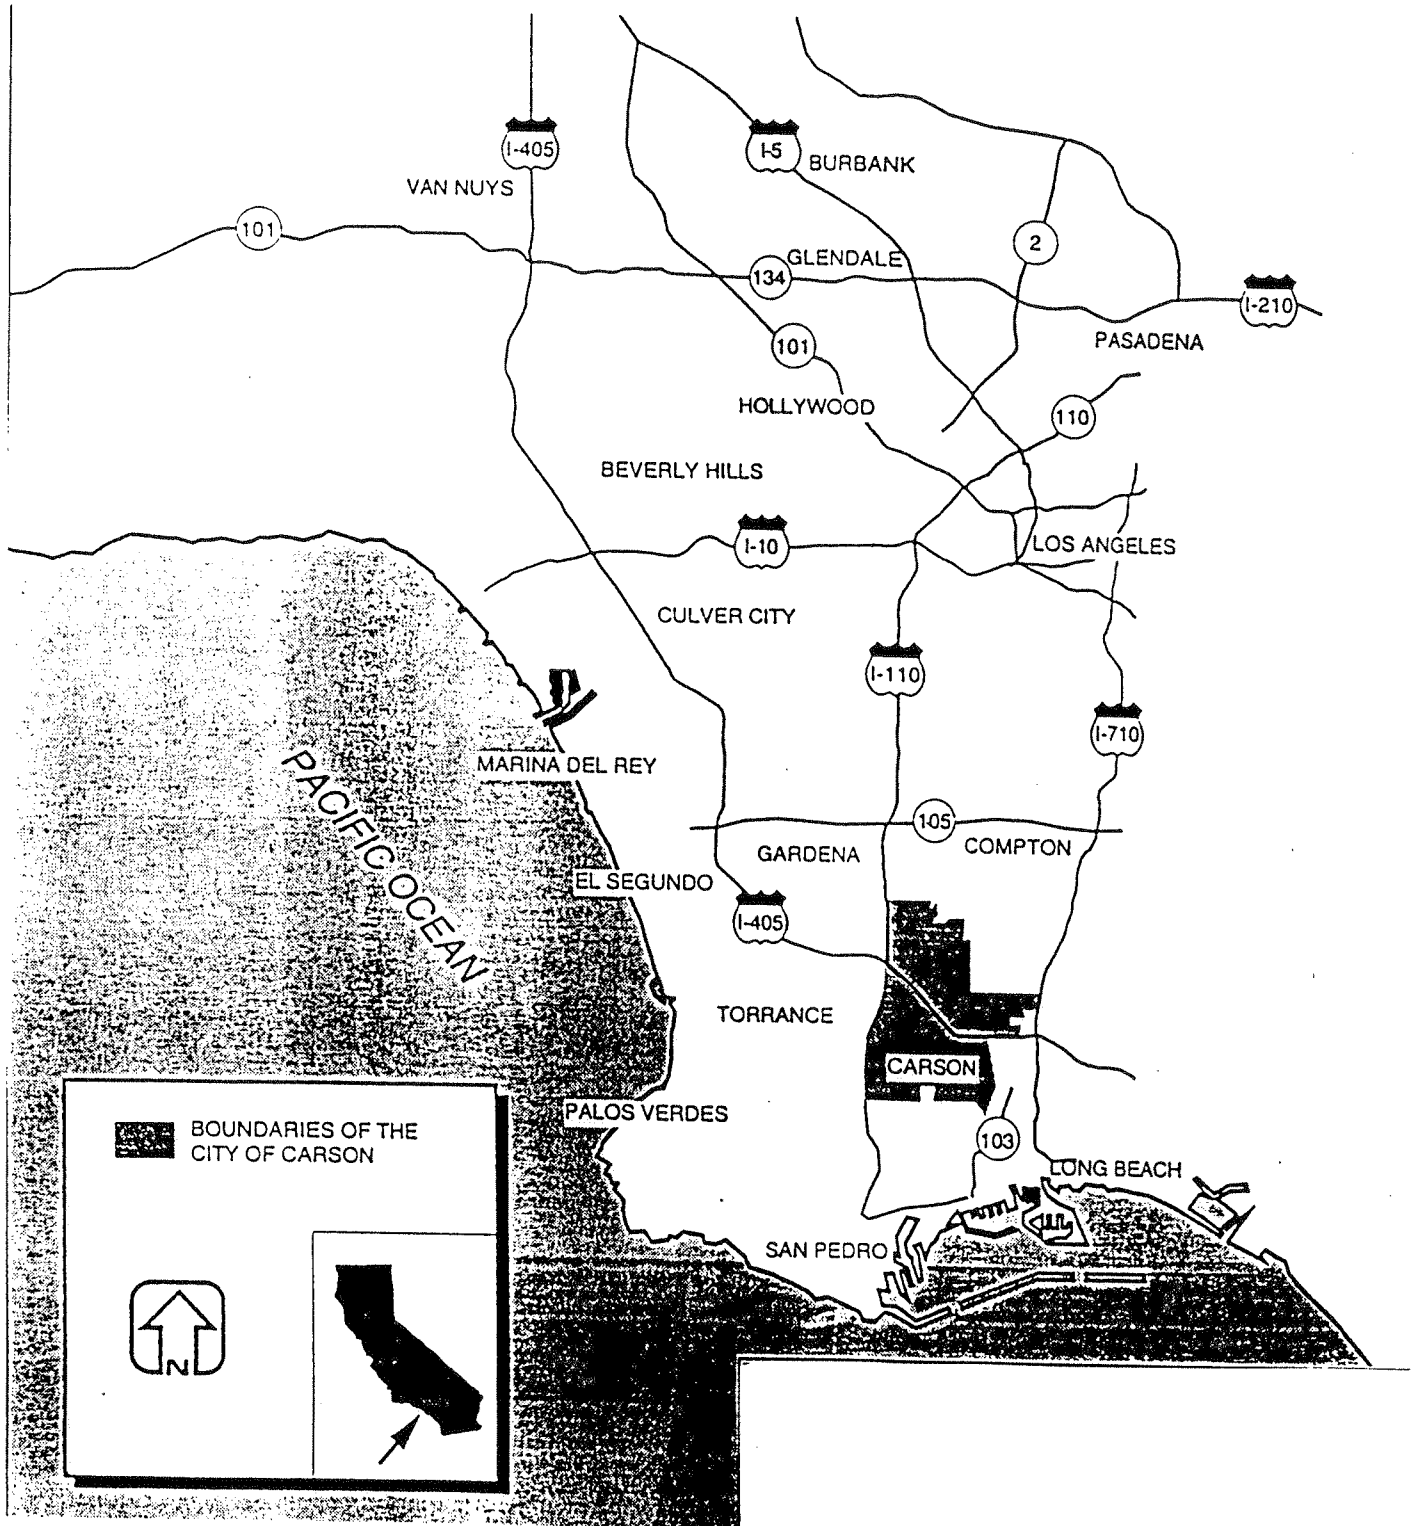 I-405
I-5
BURBANK
VAN NUYS
101
2
GLENDALE
134
I-210
101
PASADENA
HOLLYWOOD
110
BEVERLY HILLS
I-10
LOS ANGELES
CULVER CITY
I-110
I-710
PACIFIC OCEAN
MARINA DEL REY
105
GARDENA
COMPTON
EL SEGUNDO
I-405
TORRANCE
CARSON
PALOS VERDES
103
BOUNDARIES OF THE
CITY OF CARSON
LONG BEACH
SAN PEDRO
N